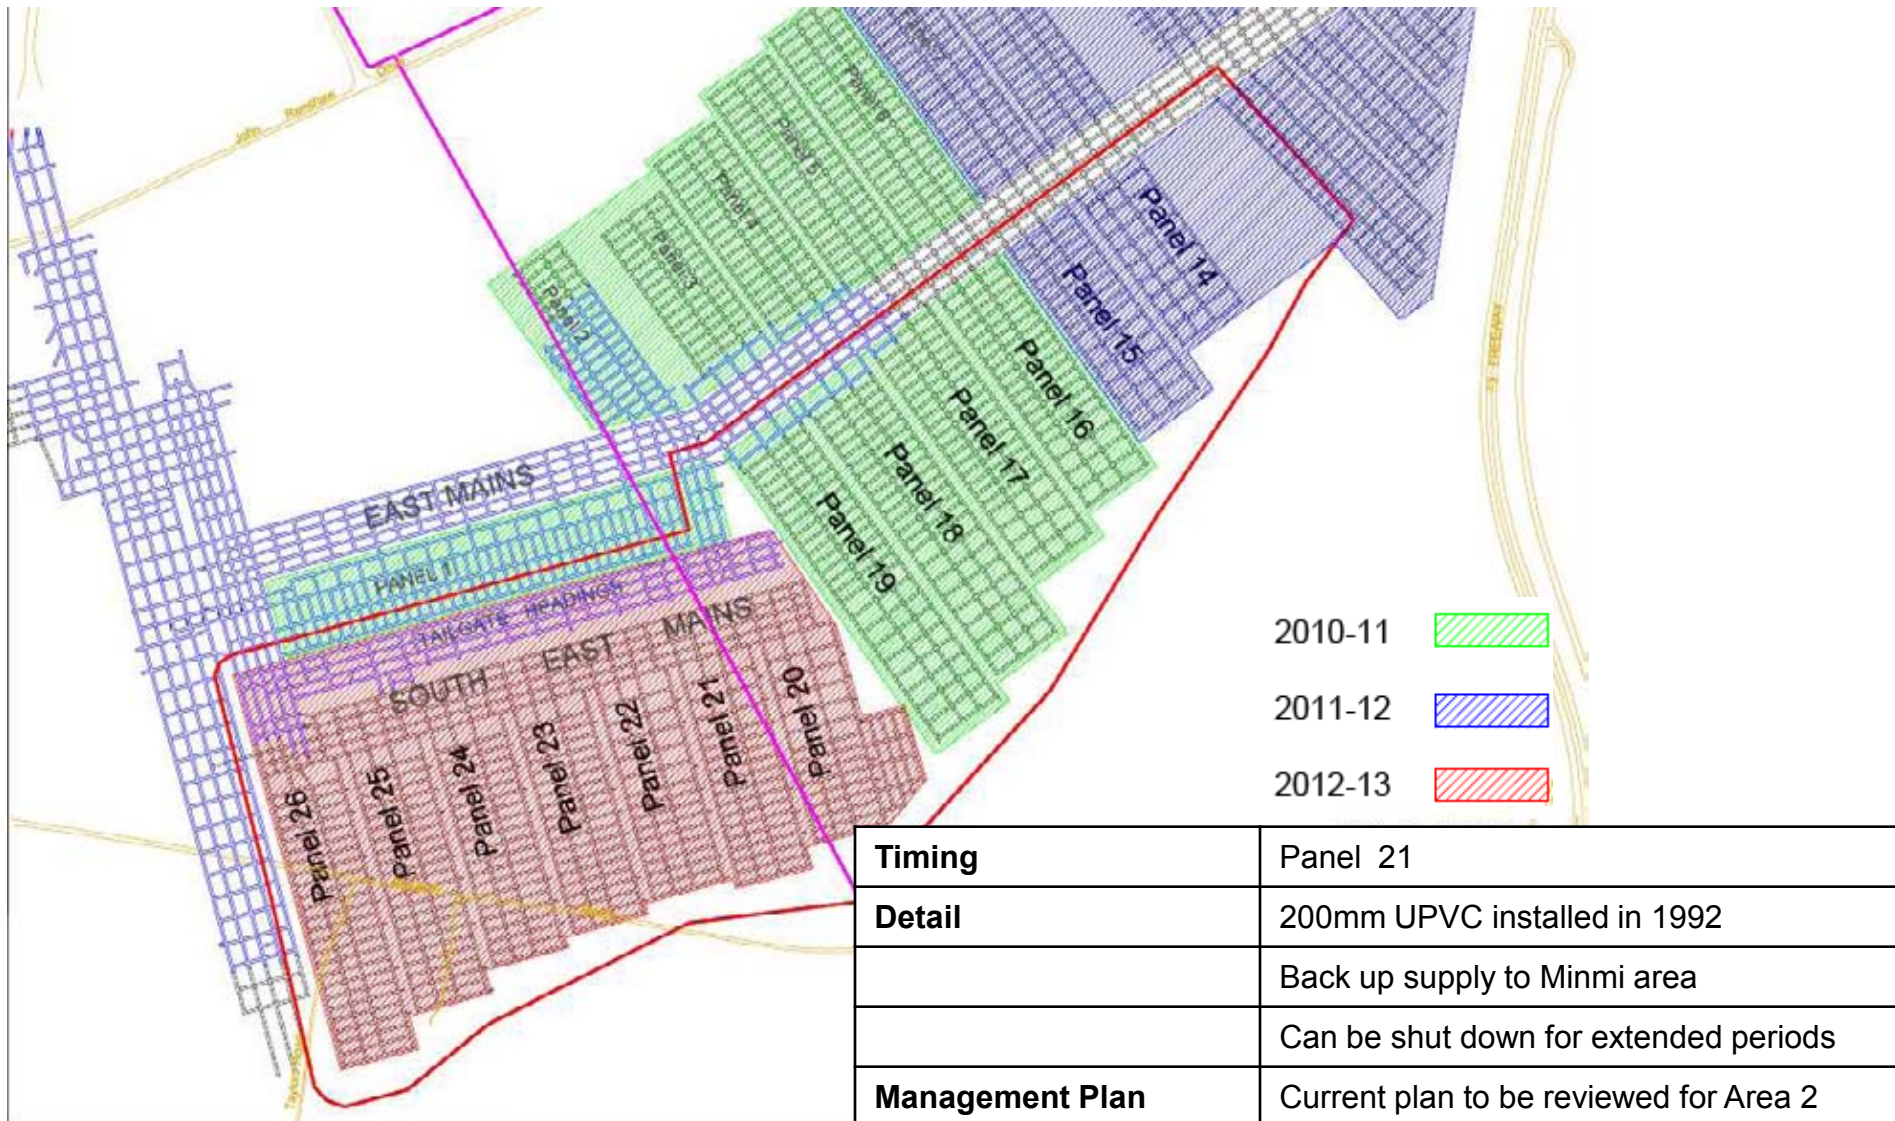 John Renshaw Drive
Panel 6
Panel 5
Panel 4
Panel 3
Panel 2
Panel 14
Panel 15
Panel 16
Panel 17
Panel 18
Panel 19
EAST MAINS
PANEL 1
TAILGATE HEADINGS
SOUTH EAST MAINS
Panel 20
Panel 21
Panel 22
Panel 23
Panel 24
Panel 25
Panel 26
FREEWAY
2010-11
2011-12
2012-13
Timing Panel 21
Detail 200mm UPVC installed in 1992
Back up supply to Minmi area
Can be shut down for extended periods
Management Plan Current plan to be reviewed for Area 2